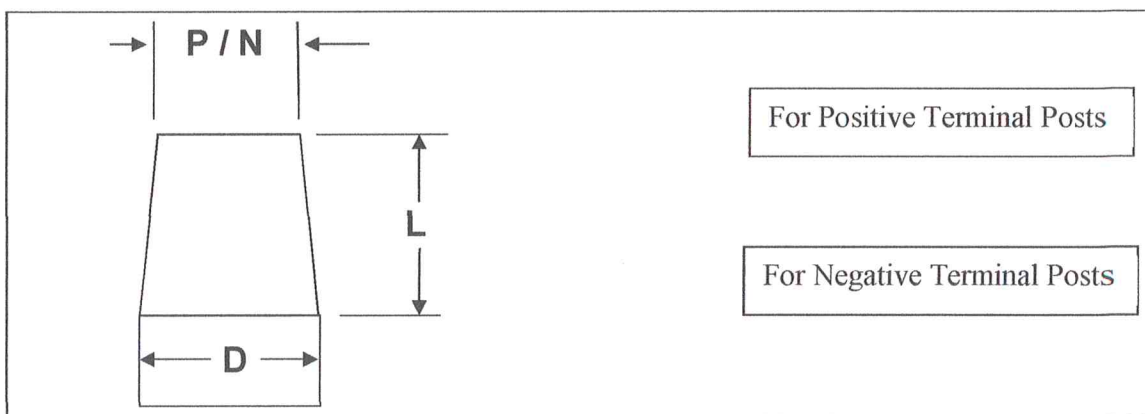 P / N
For Positive Terminal Posts
L
For Negative Terminal Posts
D